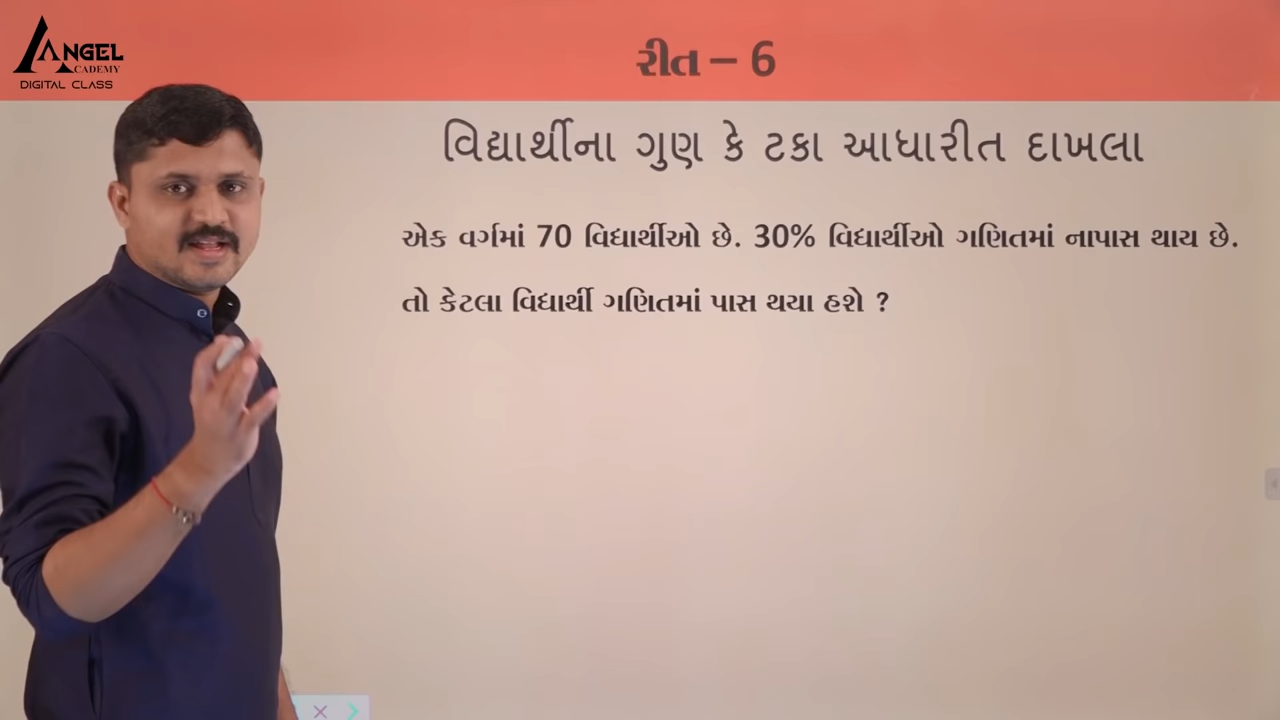 ANGEL
ACADEMY
DIGITAL CLASS
રીત – 6
વિદ્યાર્થીના ગુણ કે ટકા આધારીત દાખલા
એક વર્ગમાં 70 વિદ્યાર્થીઓ છે. 30% વિદ્યાર્થીઓ ગણિતમાં નાપાસ થાય છે.
તો કેટલા વિદ્યાર્થી ગણિતમાં પાસ થયા હશે ?